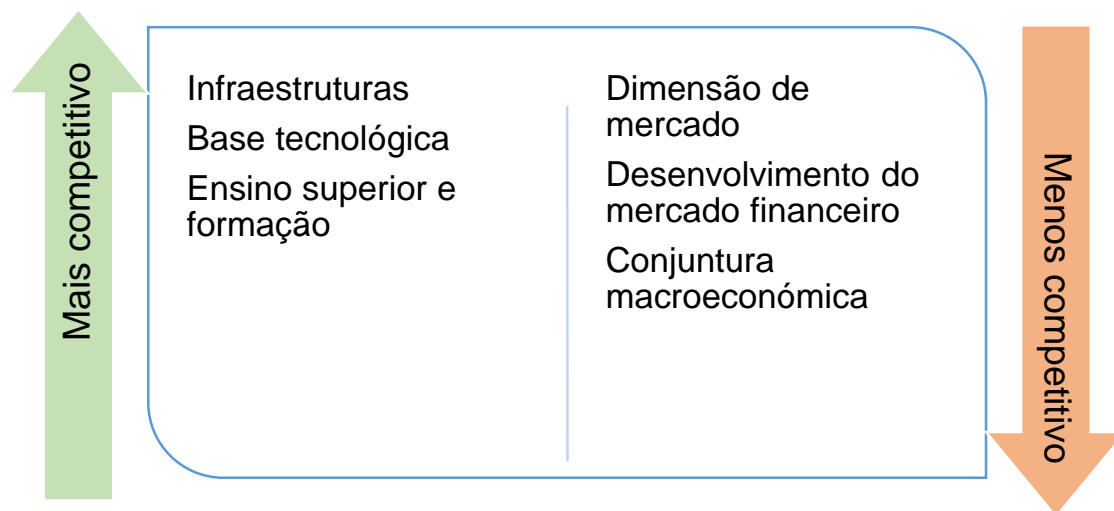 Mais competitivo
Infraestruturas
Base tecnológica
Ensino superior e
formação
Dimensão de
mercado
Desenvolvimento do
mercado financeiro
Conjuntura
macroeconómica
Menos competitivo